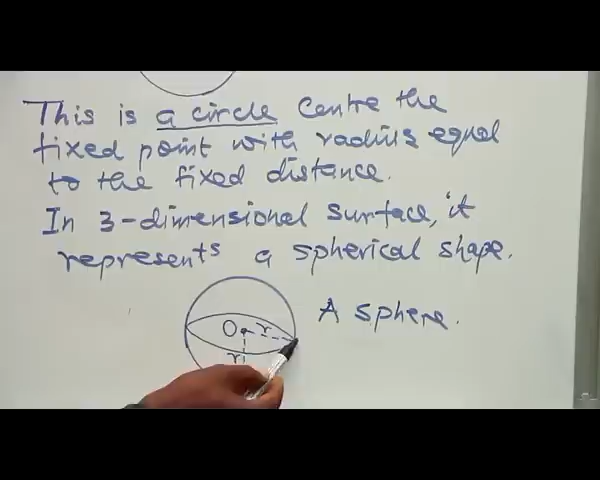 This is a circle centre the
fixed point with radius equal
to the fixed distance.
In 3-dimensional surface, it
represents a spherical shape.
O r
A sphere.
r